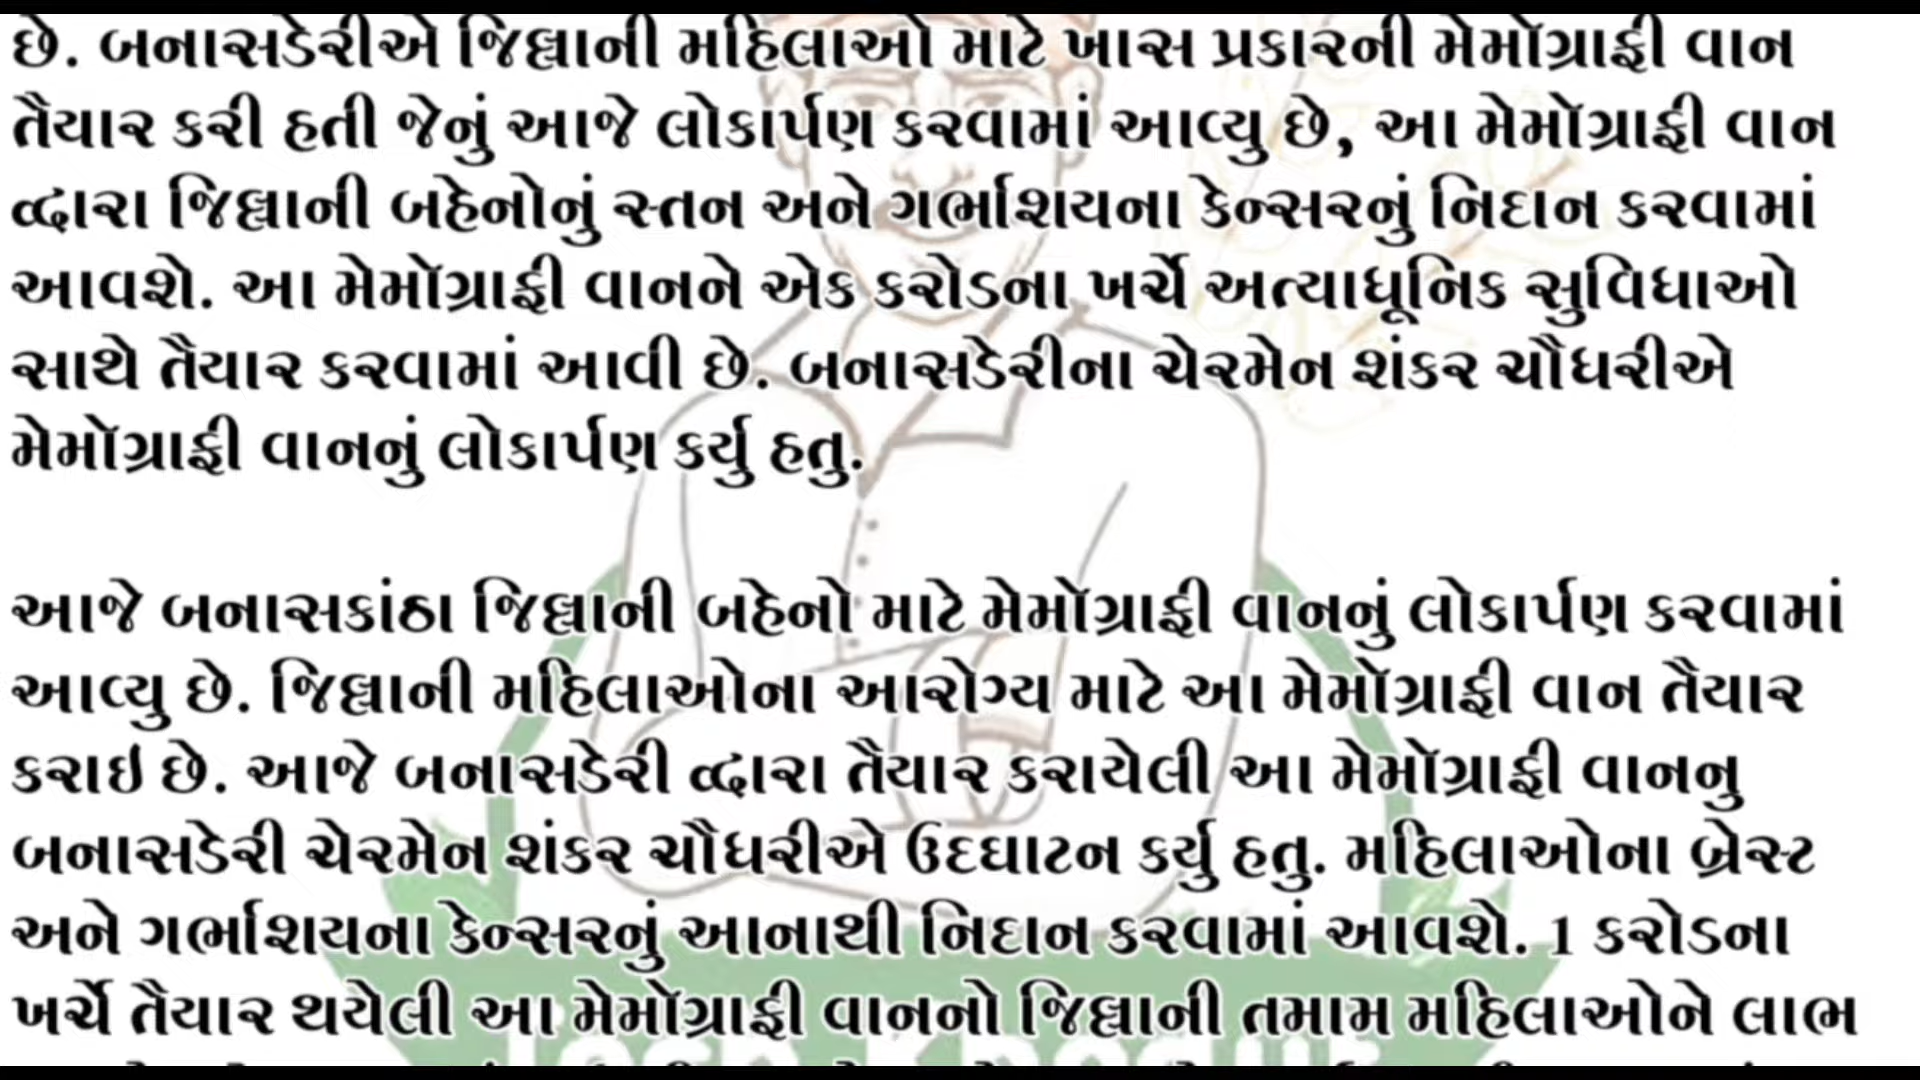 છે. બનાસડેરીએ જિલ્લાની મહિલાઓ માટે ખાસ પ્રકારની મેમૉગ્રાફી વાન
તૈયાર કરી હતી જેનું આજે લોકાર્પણ કરવામાં આવ્યુ છે, આ મેમૉગ્રાફી વાન
દ્વારા જિલ્લાની બહેનોનું સ્તન અને ગર્ભાશયના કેન્સરનું નિદાન કરવામાં
આવશે. આ મેમૉગ્રાફી વાનને એક કરોડના ખર્ચે અત્યાધૂનિક સુવિધાઓ
સાથે તૈયાર કરવામાં આવી છે. બનાસડેરીના ચેરમેન શંકર ચૌધરીએ
મેમૉગ્રાફી વાનનું લોકાર્પણ કર્યુ હતુ.
આજે બનાસકાંઠા જિલ્લાની બહેનો માટે મેમૉગ્રાફી વાનનું લોકાર્પણ કરવામાં
આવ્યુ છે. જિલ્લાની મહિલાઓના આરોગ્ય માટે આ મેમૉગ્રાફી વાન તૈયાર
કરાઇ છે. આજે બનાસડેરી દ્વારા તૈયાર કરાયેલી આ મેમૉગ્રાફી વાનનુ
બનાસડેરી ચેરમેન શંકર ચૌધરીએ ઉદઘાટન કર્યુ હતુ. મહિલાઓના બ્રેસ્ટ
અને ગર્ભાશયના કેન્સરનું આનાથી નિદાન કરવામાં આવશે. 1 કરોડના
ખર્ચે તૈયાર થયેલી આ મેમૉગ્રાફી વાનનો જિલ્લાની તમામ મહિલાઓને લાભ